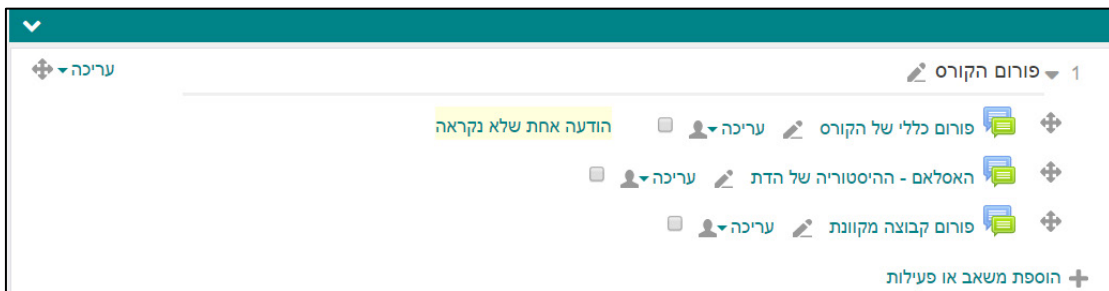 1 פורום הקורס עריכה
פורום כללי של הקורס עריכה הודעה אחת שלא נקראה
האסלאם - ההיסטוריה של הדת עריכה
פורום קבוצה מקוונת עריכה
הוספת משאב או פעילות